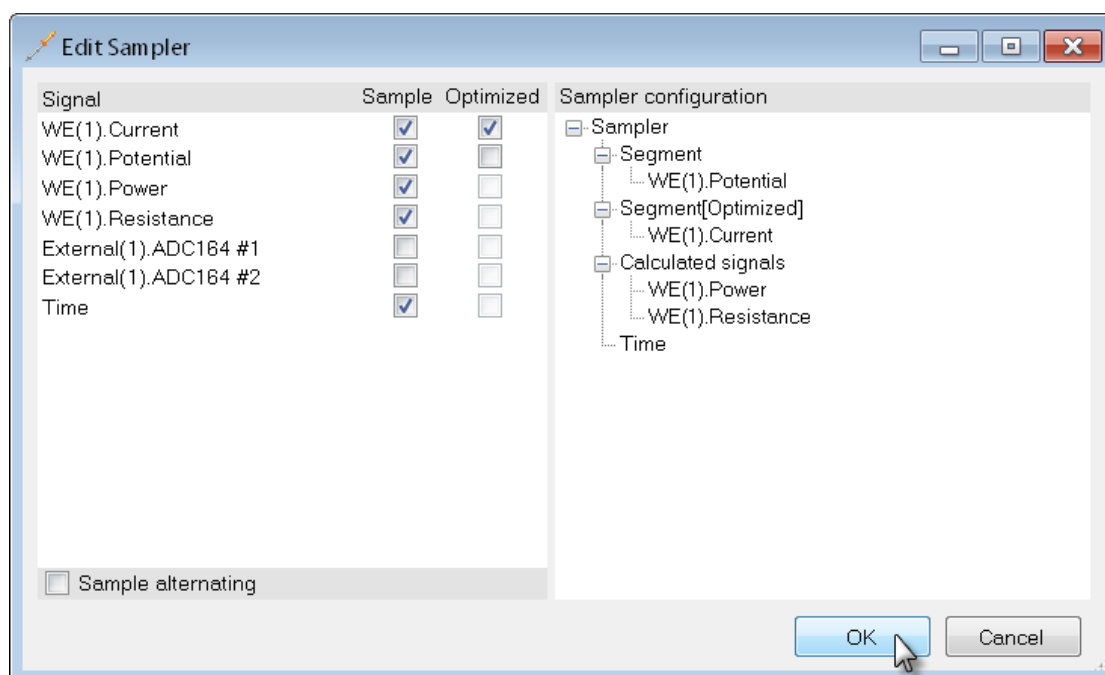 Edit Sampler
Signal Sample Optimized
WE(1).Current
WE(1).Potential
WE(1).Power
WE(1).Resistance
External(1).ADC164 #1
External(1).ADC164 #2
Time
Sample alternating
Sampler configuration
Sampler
Segment
WE(1).Potential
Segment[Optimized]
WE(1).Current
Calculated signals
WE(1).Power
WE(1).Resistance
Time
OK Cancel